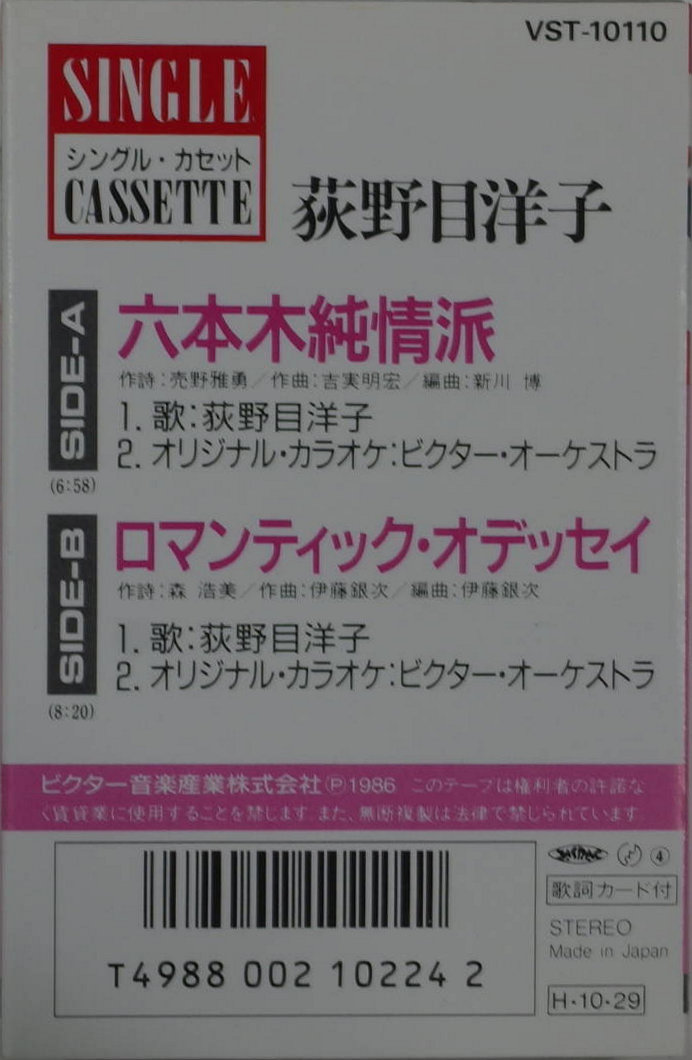 VST-10110
SINGLE
シングル・カセット
CASSETTE
荻野目洋子
SIDE-A
六本木純情派
作詩：売野雅勇／作曲：吉実明宏／編曲：新川 博
1. 歌：荻野目洋子
2. オリジナル・カラオケ：ビクター・オーケストラ
(6:58)
SIDE-B
ロマンティック・オデッセイ
作詩：森 浩美／作曲：伊藤銀次／編曲：伊藤銀次
1. 歌：荻野目洋子
2. オリジナル・カラオケ：ビクター・オーケストラ
(8:20)
ビクター音楽産業株式会社Ⓟ1986 このテープは権利者の許諾な
く賃貸業に使用することを禁じます。また、無断複製は法律で禁じられています。
④
歌詞カード付
STEREO
Made in Japan
T4988 002 10224 2
H・10・29